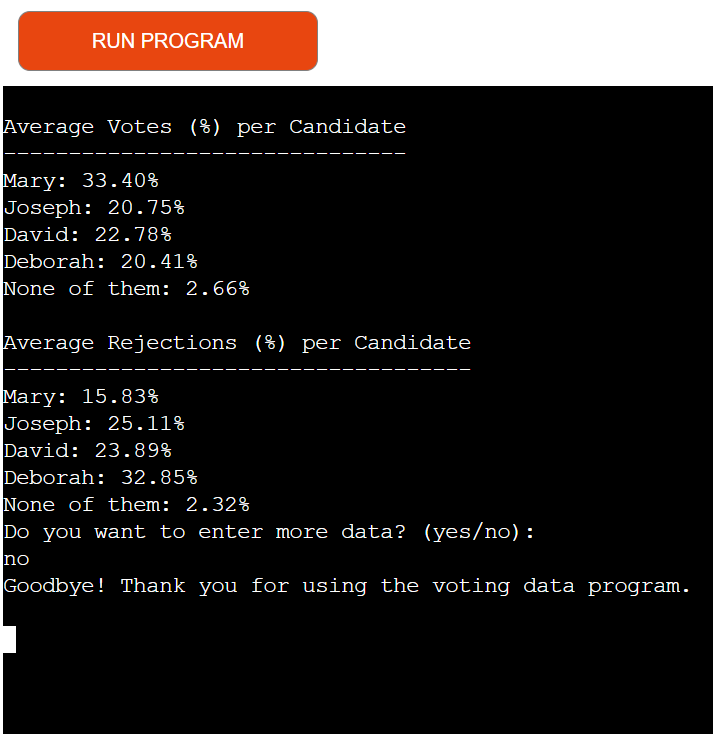 RUN PROGRAM
Average Votes (%) per Candidate
-------------------------------
Mary: 33.40%
Joseph: 20.75%
David: 22.78%
Deborah: 20.41%
None of them: 2.66%
Average Rejections (%) per Candidate
------------------------------------
Mary: 15.83%
Joseph: 25.11%
David: 23.89%
Deborah: 32.85%
None of them: 2.32%
Do you want to enter more data? (yes/no):
no
Goodbye! Thank you for using the voting data program.